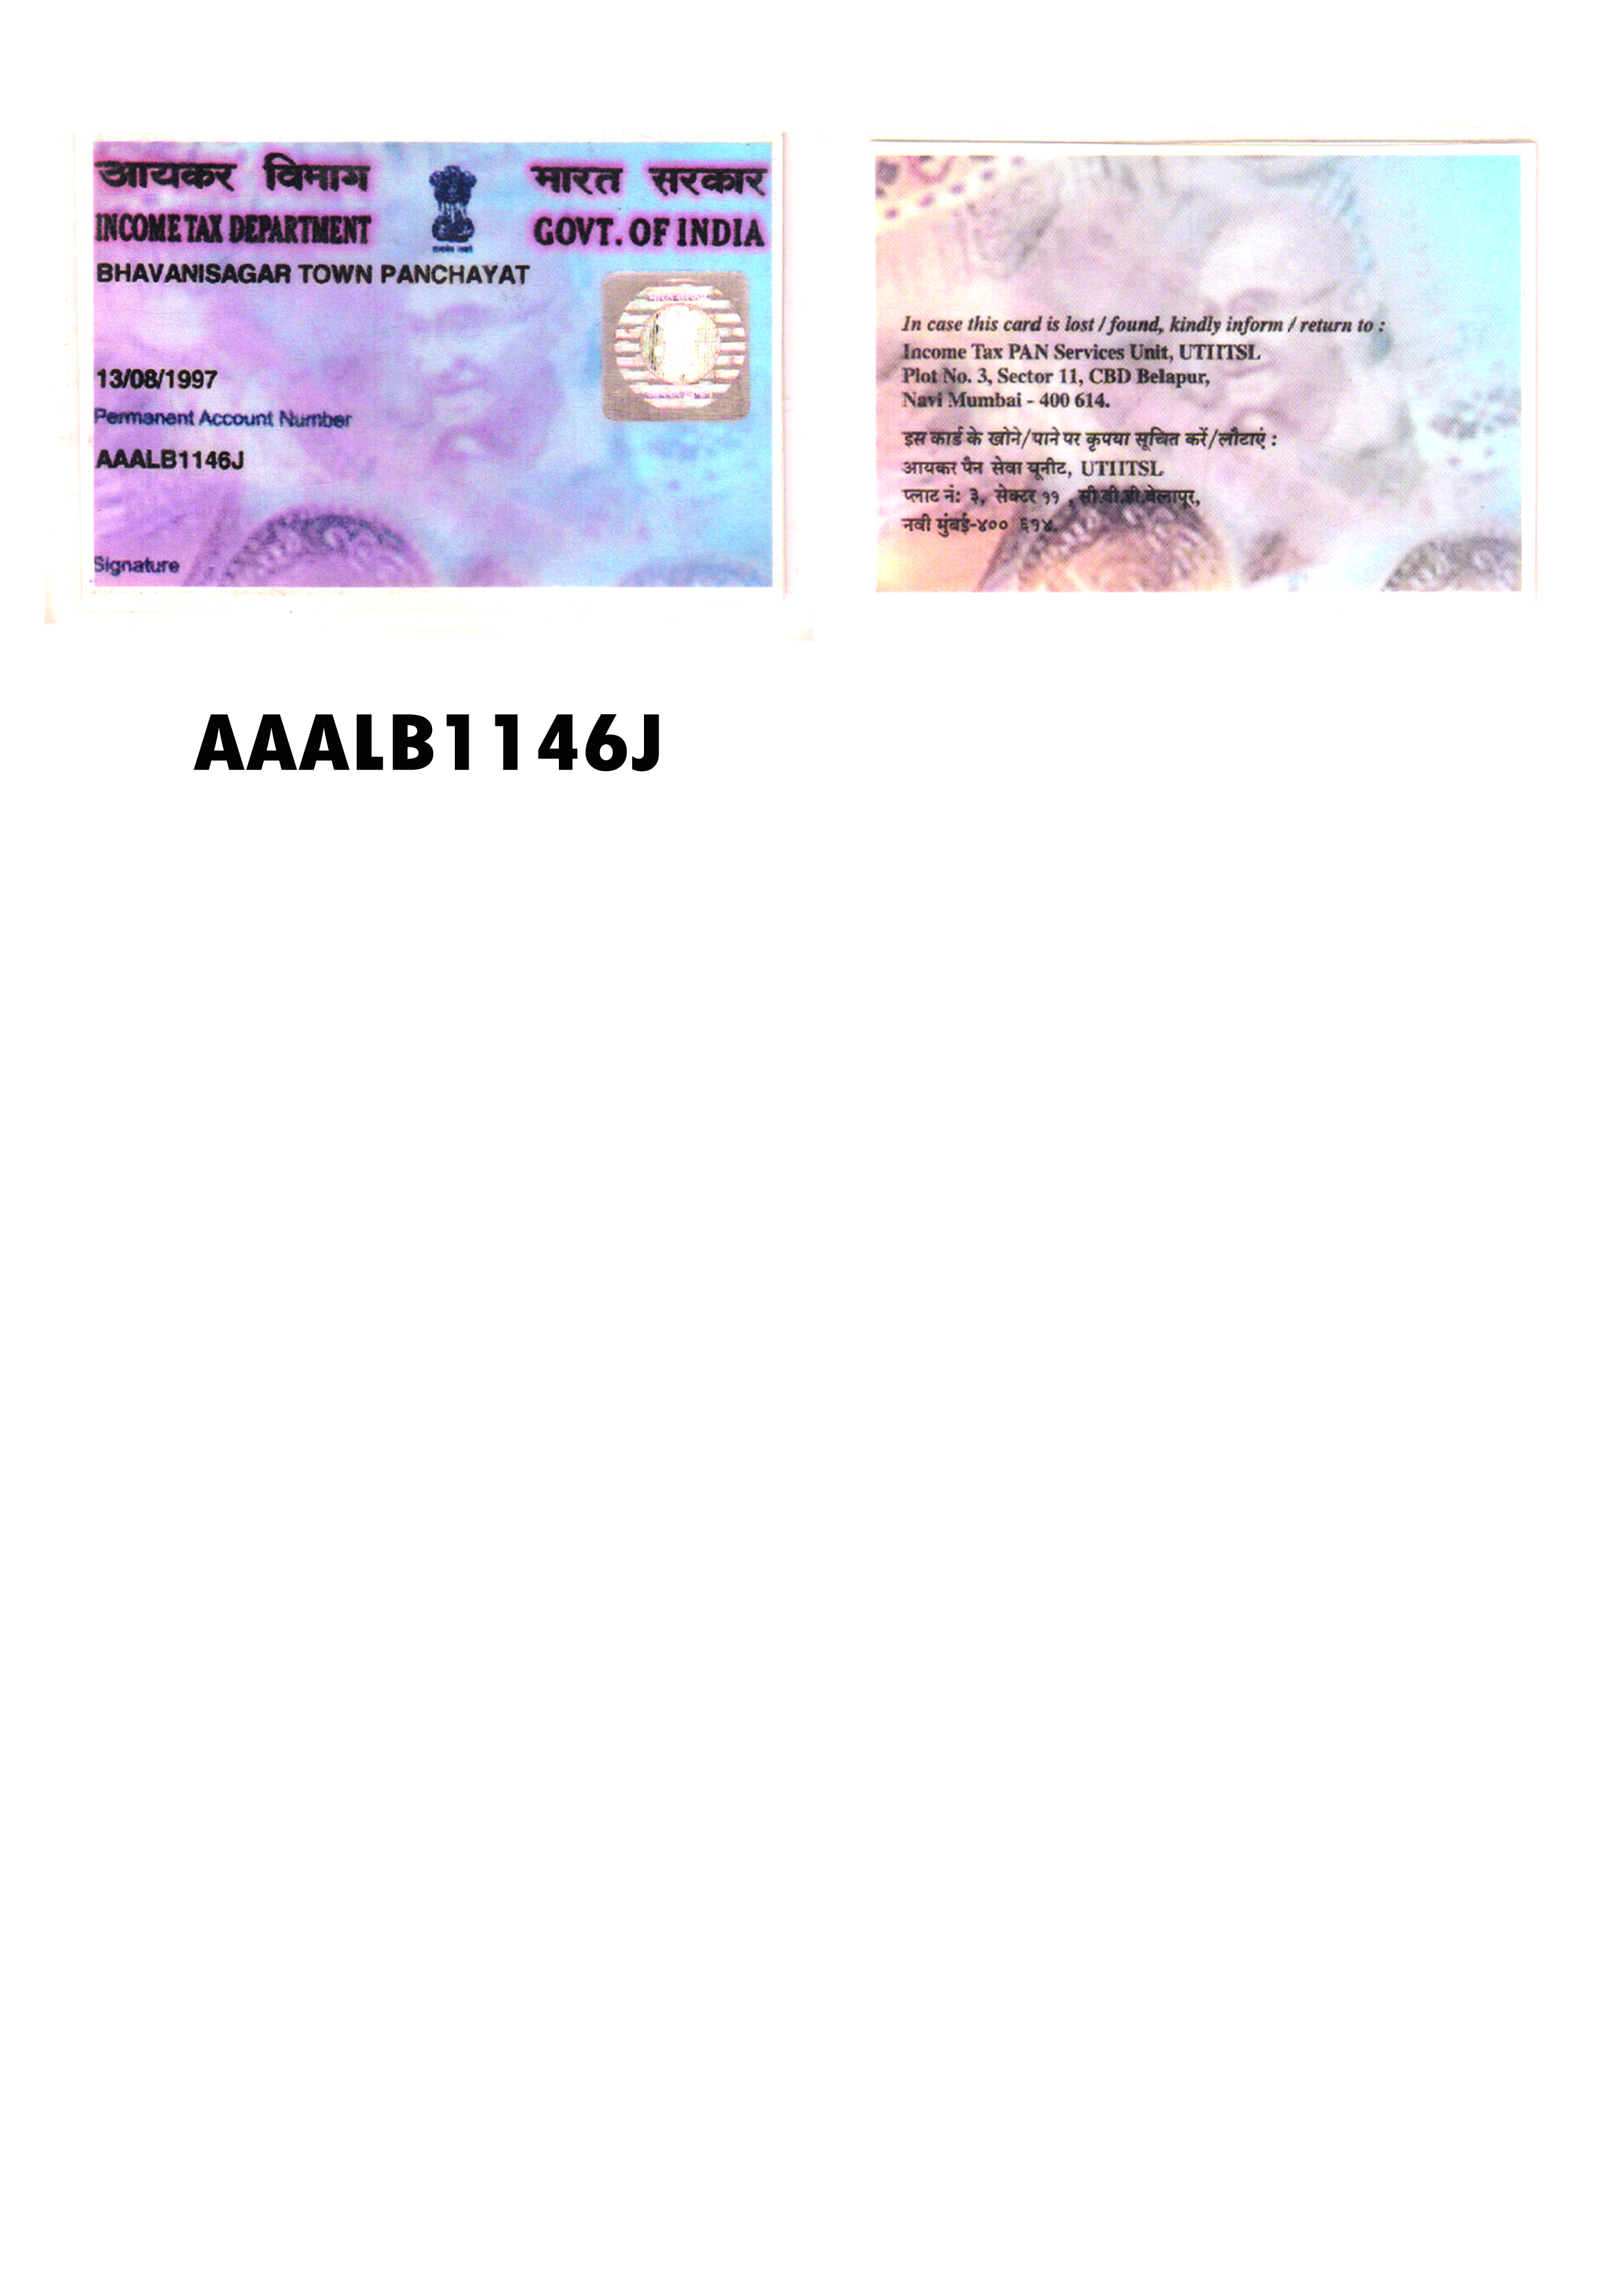 आयकर विभाग
भारत सरकार
INCOME TAX DEPARTMENT
GOVT. OF INDIA
BHAVANISAGAR TOWN PANCHAYAT
13/08/1997
Permanent Account Number
AAALB1146J
Signature
In case this card is lost / found, kindly inform / return to :
Income Tax PAN Services Unit, UTIITSL
Plot No. 3, Sector 11, CBD Belapur,
Navi Mumbai - 400 614.
इस कार्ड के खोने/पाने पर कृपया सूचित करें/लौटाएं :
आयकर पैन सेवा यूनीट, UTIITSL
प्लाट नं: ३, सेक्टर ११ , सी.बी.डी.बेलापूर,
नवी मुंबई-४०० ६१४.
AAALB1146J